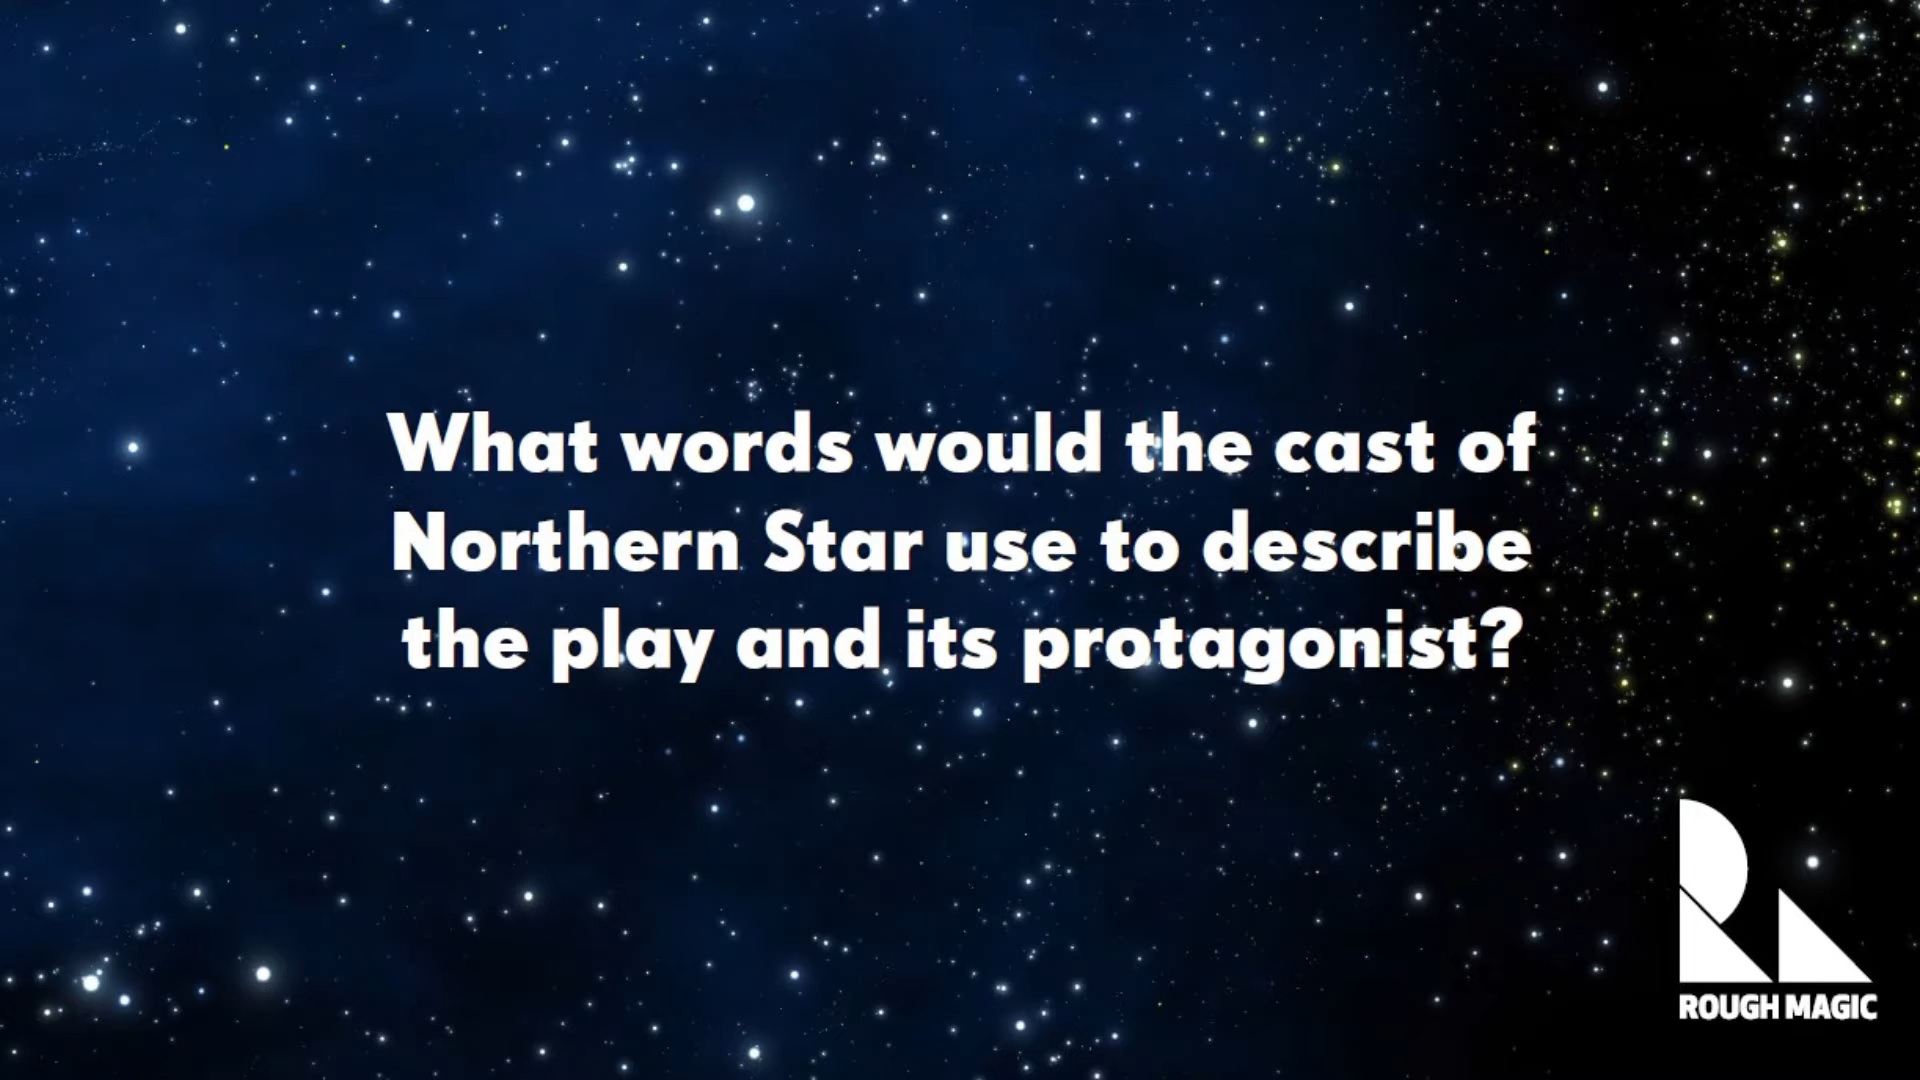 What words would the cast of
Northern Star use to describe
the play and its protagonist?
ROUGH MAGIC